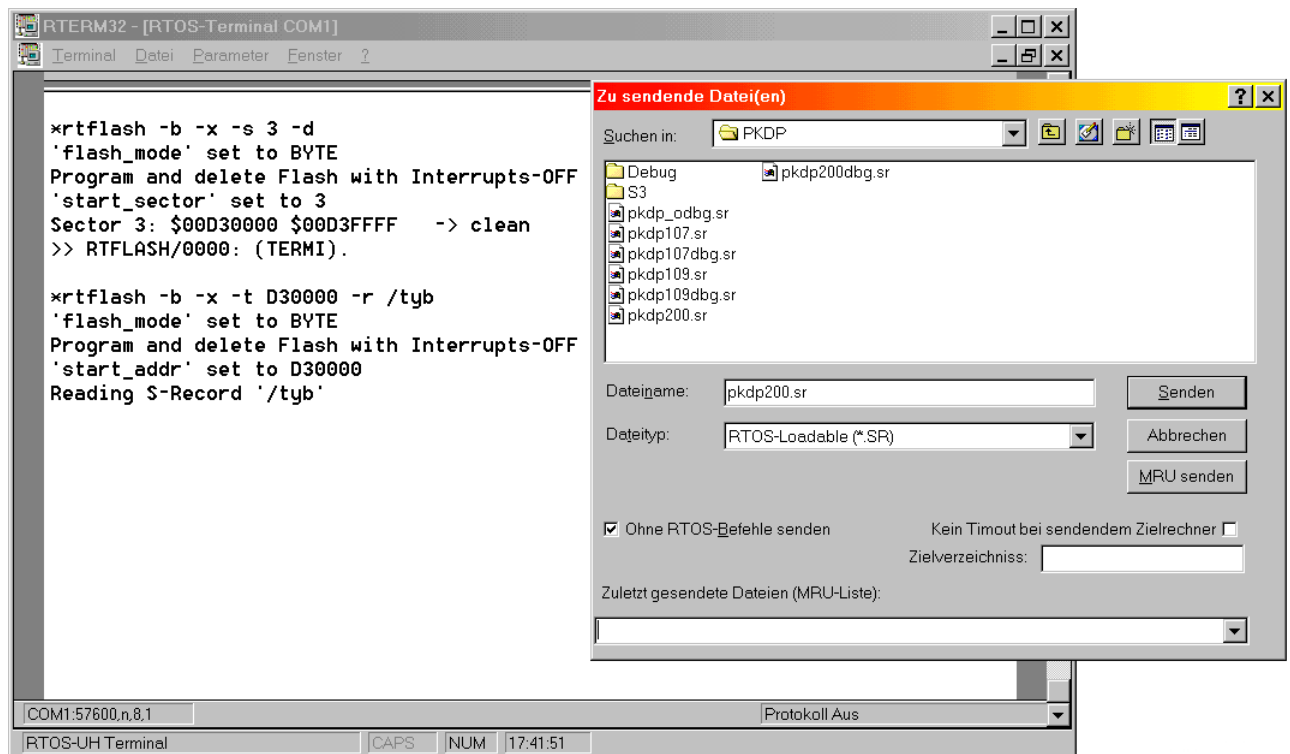 RTERM32 - [RTOS-Terminal COM1]
Terminal Datei Parameter Fenster ?
*rtflash -b -x -s 3 -d
'flash_mode' set to BYTE
Program and delete Flash with Interrupts-OFF
'start_sector' set to 3
Sector 3: $00D30000 $00D3FFFF -> clean
>> RTFLASH/0000: (TERMI).
*rtflash -b -x -t D30000 -r /tyb
'flash_mode' set to BYTE
Program and delete Flash with Interrupts-OFF
'start_addr' set to D30000
Reading S-Record '/tyb'
Zu sendende Datei(en)
Suchen in: PKDP
Debug
S3
pkdp_odbg.sr
pkdp107.sr
pkdp107dbg.sr
pkdp109.sr
pkdp109dbg.sr
pkdp200.sr
pkdp200dbg.sr
Dateiname: pkdp200.sr Senden
Dateityp: RTOS-Loadable (*.SR) Abbrechen
MRU senden
Ohne RTOS-Befehle senden Kein Timout bei sendendem Zielrechner
Zielverzeichniss:
Zuletzt gesendete Dateien (MRU-Liste):
COM1:57600,n,8,1 Protokoll Aus
RTOS-UH Terminal CAPS NUM 17:41:51